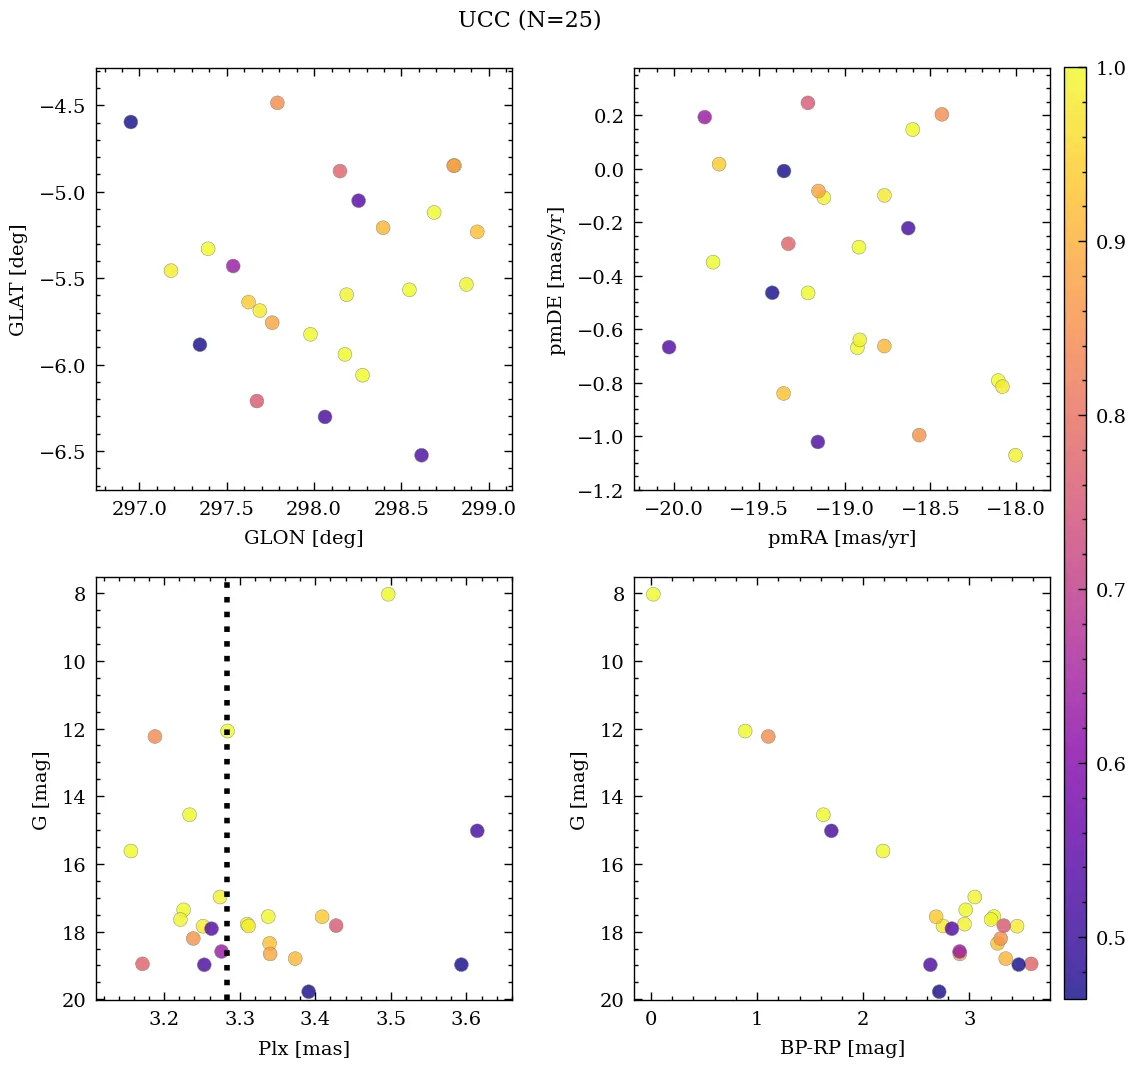 UCC (N=25)
−4.5
−5.0
−5.5
−6.0
−6.5
GLAT [deg]
297.0 297.5 298.0 298.5 299.0
GLON [deg]
0.2
0.0
−0.2
−0.4
−0.6
−0.8
−1.0
−1.2
pmDE [mas/yr]
−20.0 −19.5 −19.0 −18.5 −18.0
pmRA [mas/yr]
8
10
12
14
16
18
20
G [mag]
3.2 3.3 3.4 3.5 3.6
Plx [mas]
8
10
12
14
16
18
20
G [mag]
0 1 2 3
BP-RP [mag]
1.0
0.9
0.8
0.7
0.6
0.5